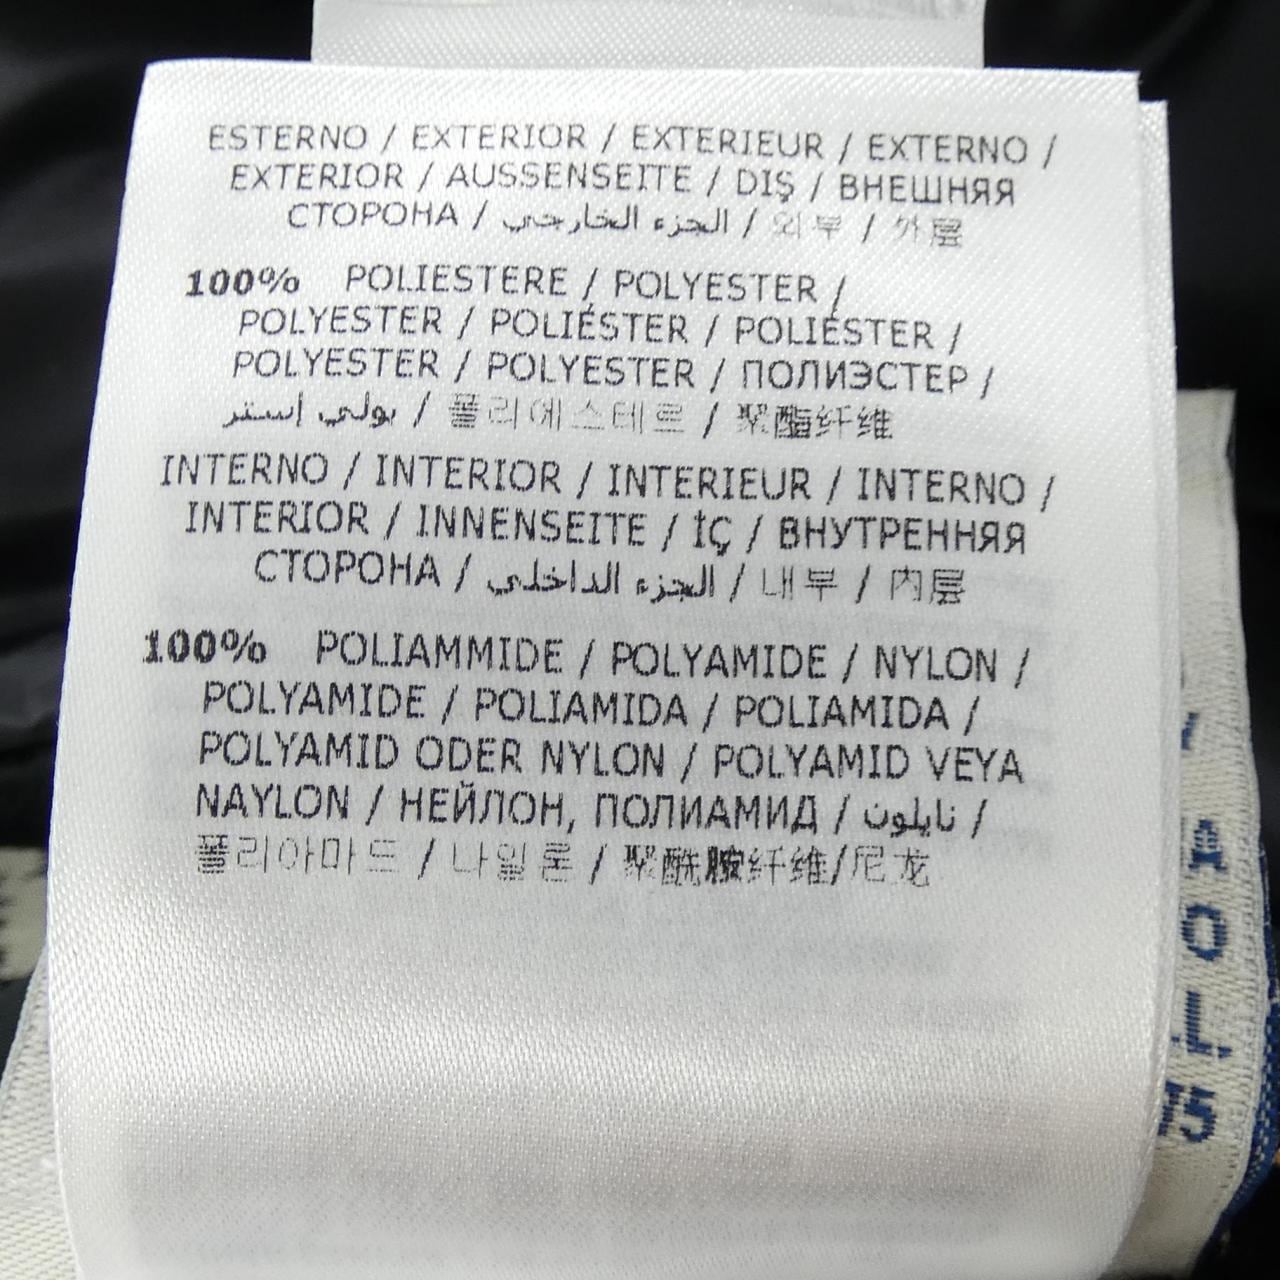 ESTERNO / EXTERIOR / EXTERIEUR / EXTERNO /
EXTERIOR / AUSSENSEITE / DIŞ / ВНЕШНЯЯ
СТОРОНА / الجزء الخارجي / 외부 / 外层
100% POLIESTERE / POLYESTER /
POLYESTER / POLIÉSTER / POLIÉSTER /
POLYESTER / POLYESTER / ПОЛИЭСТЕР /
بولي إستر / 폴리에스테르 / 聚酯纤维
INTERNO / INTERIOR / INTERIEUR / INTERNO /
INTERIOR / INNENSEITE / İÇ / ВНУТРЕННЯЯ
СТОРОНА / الجزء الداخلي / 내부 / 内层
100% POLIAMMIDE / POLYAMIDE / NYLON /
POLYAMIDE / POLIAMIDA / POLIAMIDA /
POLYAMID ODER NYLON / POLYAMID VEYA
NAYLON / НЕЙЛОН, ПОЛИАМИД / نايلون /
폴리아마드 / 나일론 / 聚酰胺纤维/尼龙